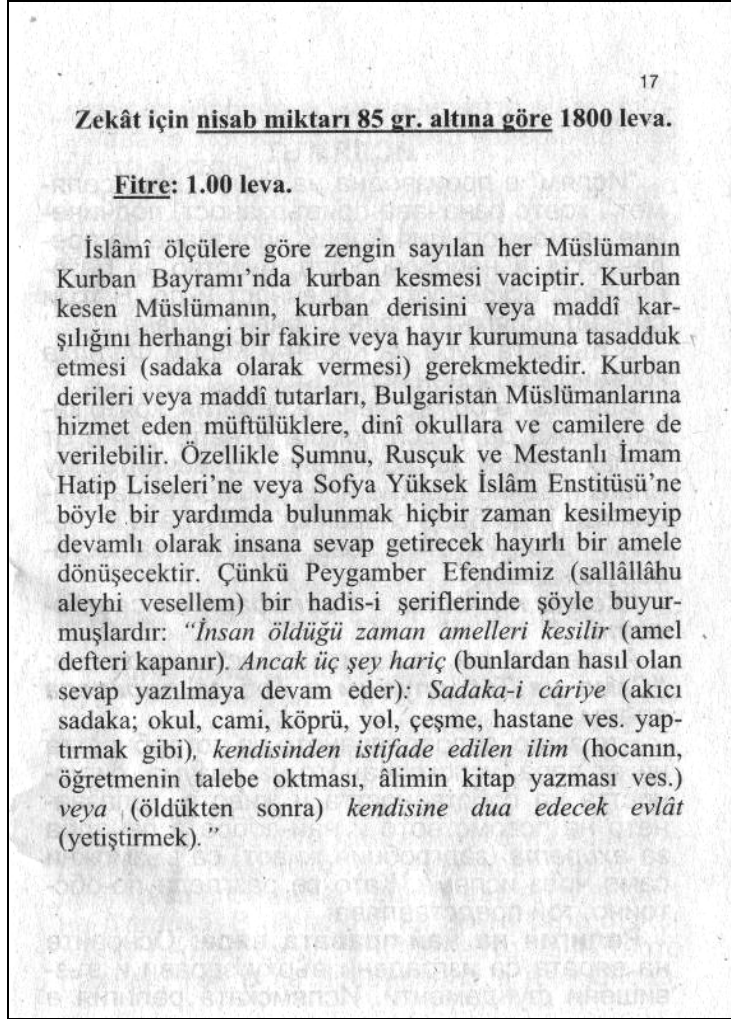 17
Zekât için nisab miktarı 85 gr. altına göre 1800 leva.
Fitre: 1.00 leva.
İslâmî ölçülere göre zengin sayılan her Müslümanın
Kurban Bayramı’nda kurban kesmesi vaciptir. Kurban
kesen Müslümanın, kurban derisini veya maddî kar-
şılığını herhangi bir fakire veya hayır kurumuna tasadduk
etmesi (sadaka olarak vermesi) gerekmektedir. Kurban
derileri veya maddî tutarları, Bulgaristan Müslümanlarına
hizmet eden müftülüklere, dinî okullara ve camilere de
verilebilir. Özellikle Şumnu, Rusçuk ve Mestanlı İmam
Hatip Liseleri’ne veya Sofya Yüksek İslâm Enstitüsü’ne
böyle bir yardımda bulunmak hiçbir zaman kesilmeyip
devamlı olarak insana sevap getirecek hayırlı bir amele
dönüşecektir. Çünkü Peygamber Efendimiz (sallâllâhu
aleyhi vesellem) bir hadis-i şeriflerinde şöyle buyur-
muşlardır: “İnsan öldüğü zaman amelleri kesilir (amel
defteri kapanır). Ancak üç şey hariç (bunlardan hasıl olan
sevap yazılmaya devam eder): Sadaka-i câriye (akıcı
sadaka; okul, cami, köprü, yol, çeşme, hastane ves. yap-
tırmak gibi), kendisinden istifade edilen ilim (hocanın,
öğretmenin talebe oktması, âlimin kitap yazması ves.)
veya (öldükten sonra) kendisine dua edecek evlât
(yetiştirmek).”